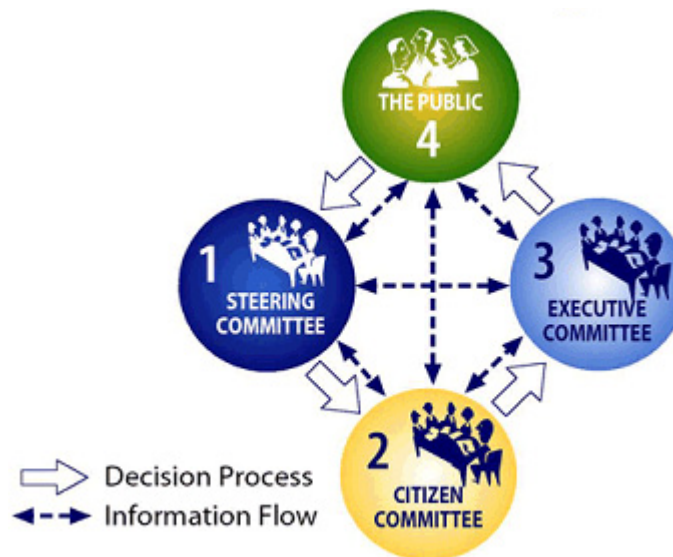 THE PUBLIC
4
1
STEERING
COMMITTEE
3
EXECUTIVE
COMMITTEE
2
CITIZEN
COMMITTEE
Decision Process
Information Flow